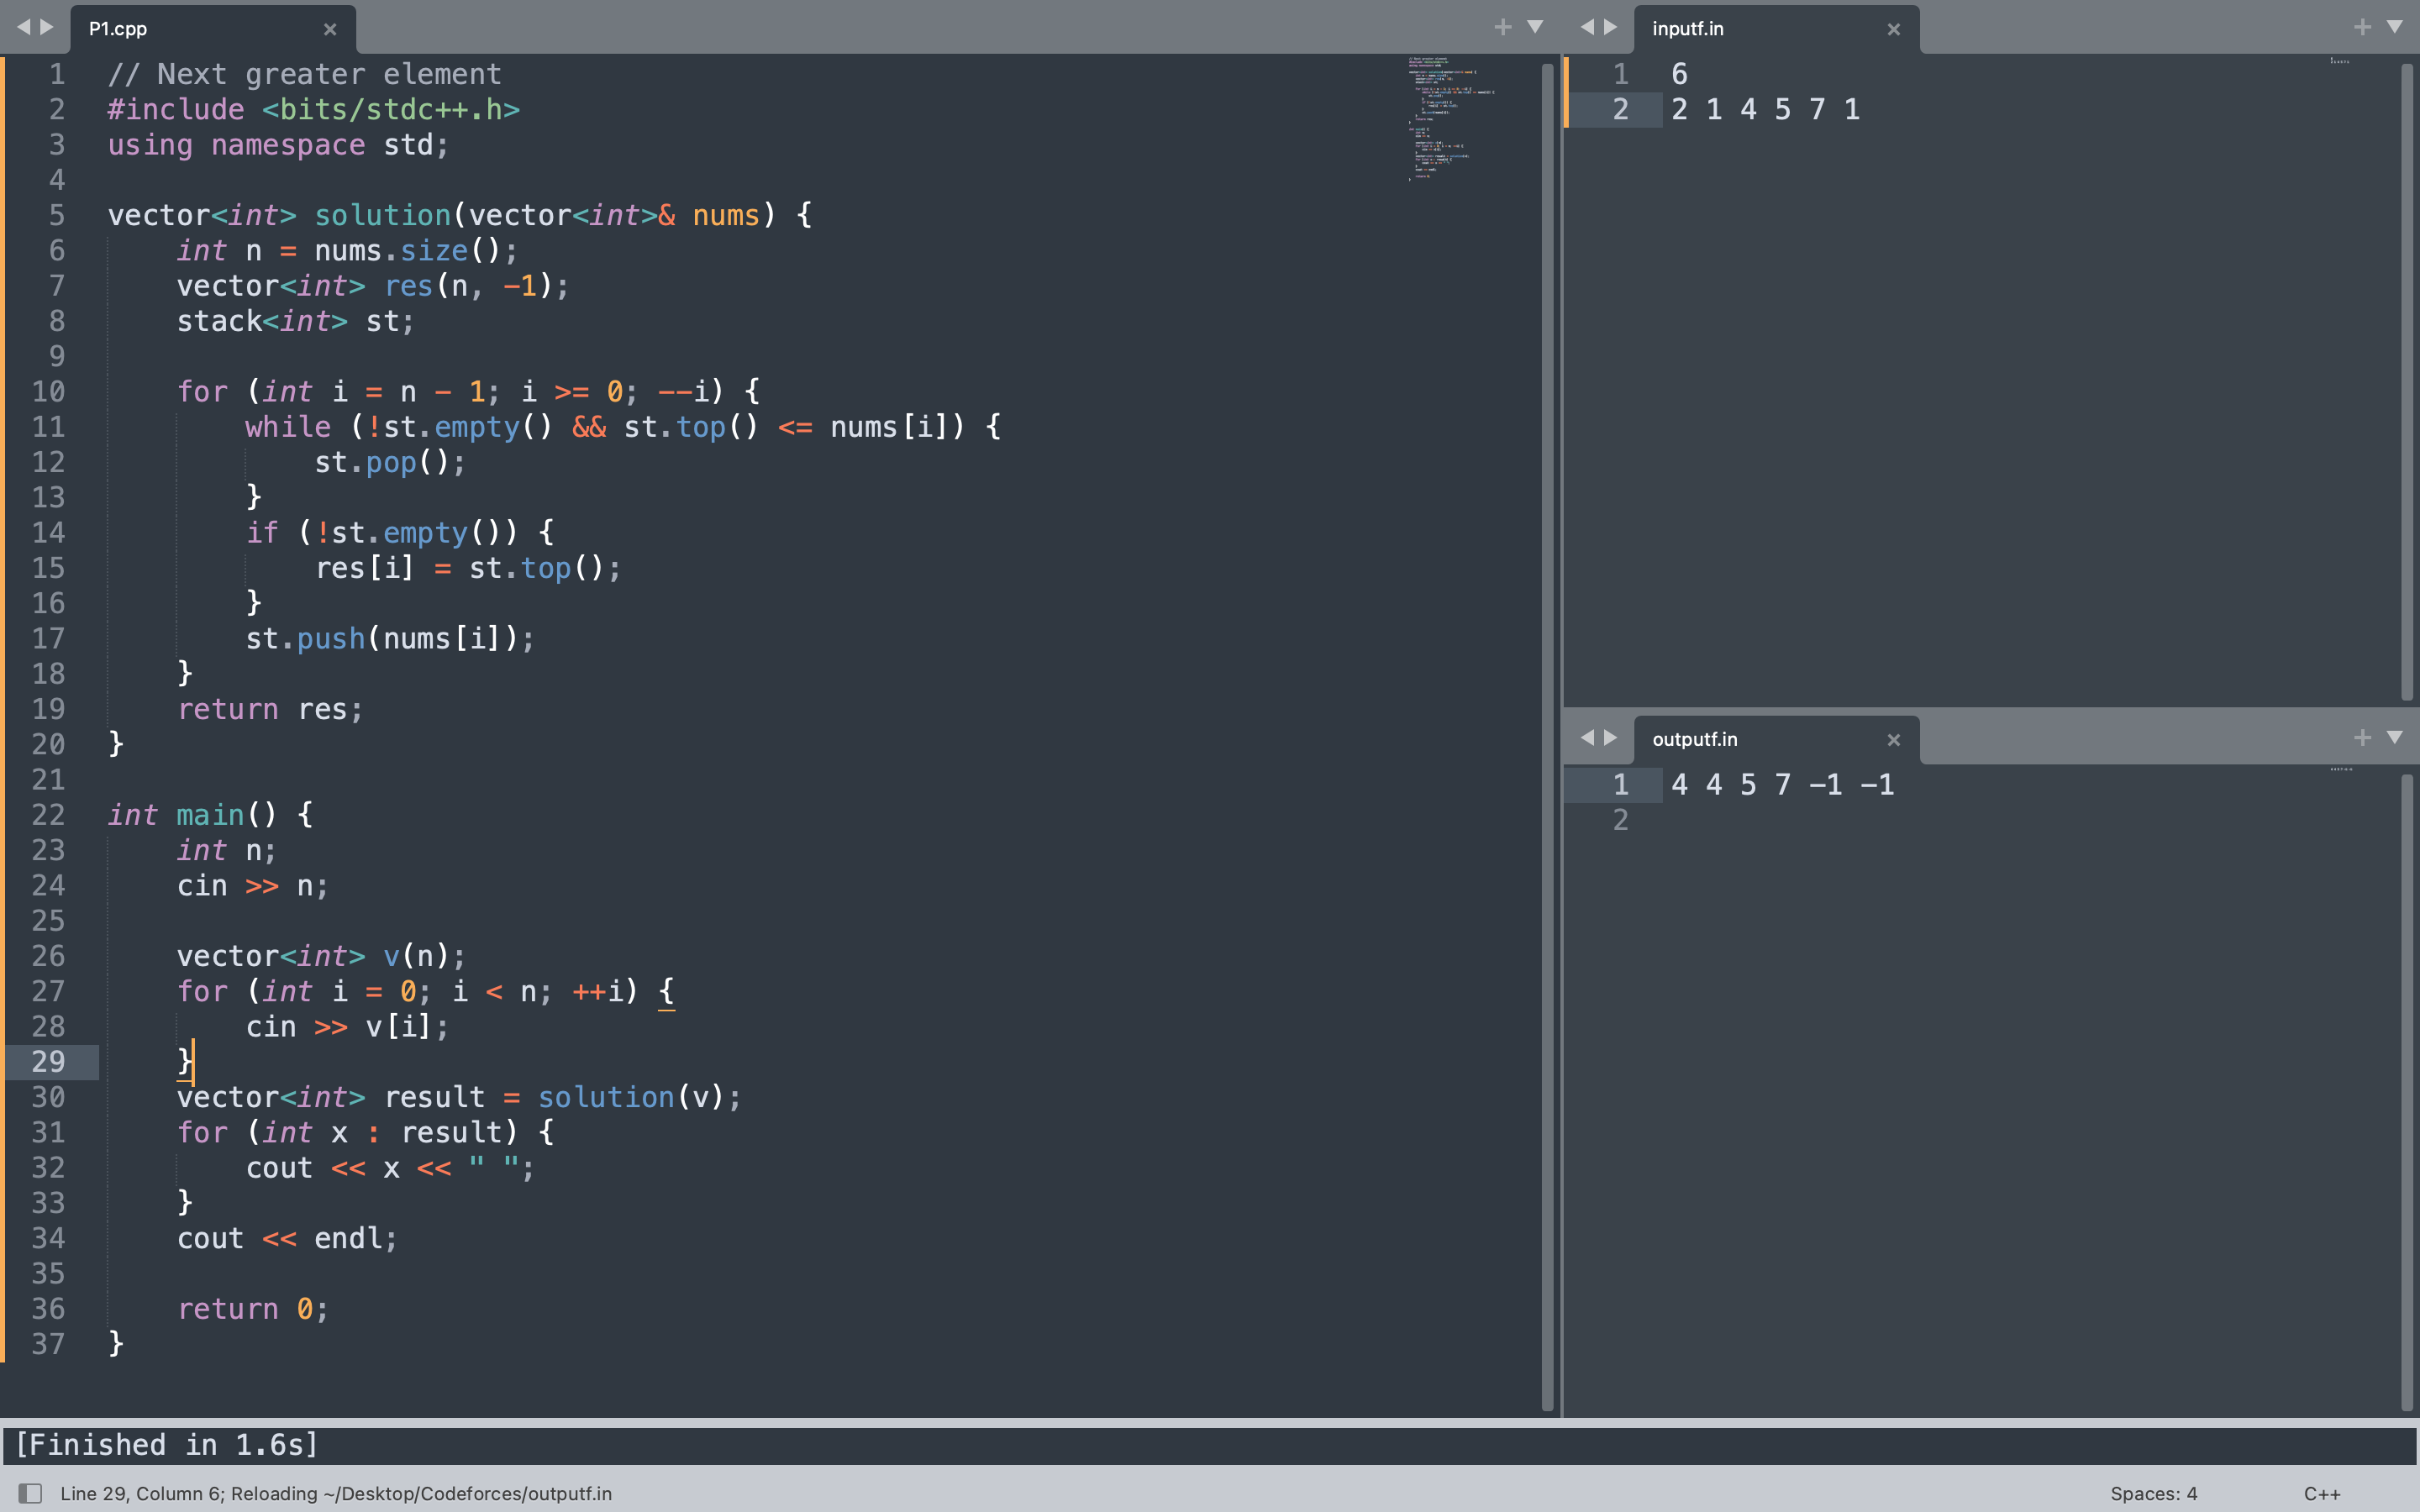 P1.cpp
1 // Next greater element
2 #include <bits/stdc++.h>
3 using namespace std;
4
5 vector<int> solution(vector<int>& nums) {
6     int n = nums.size();
7     vector<int> res(n, -1);
8     stack<int> st;
9
10     for (int i = n - 1; i >= 0; --i) {
11         while (!st.empty() && st.top() <= nums[i]) {
12             st.pop();
13         }
14         if (!st.empty()) {
15             res[i] = st.top();
16         }
17         st.push(nums[i]);
18     }
19     return res;
20 }
21
22 int main() {
23     int n;
24     cin >> n;
25
26     vector<int> v(n);
27     for (int i = 0; i < n; ++i) {
28         cin >> v[i];
29     }
30     vector<int> result = solution(v);
31     for (int x : result) {
32         cout << x << " ";
33     }
34     cout << endl;
35
36     return 0;
37 }
inputf.in
1 6
2 2 1 4 5 7 1
outputf.in
1 4 4 5 7 -1 -1
2
[Finished in 1.6s]
Line 29, Column 6; Reloading ~/Desktop/Codeforces/outputf.in
Spaces: 4
C++